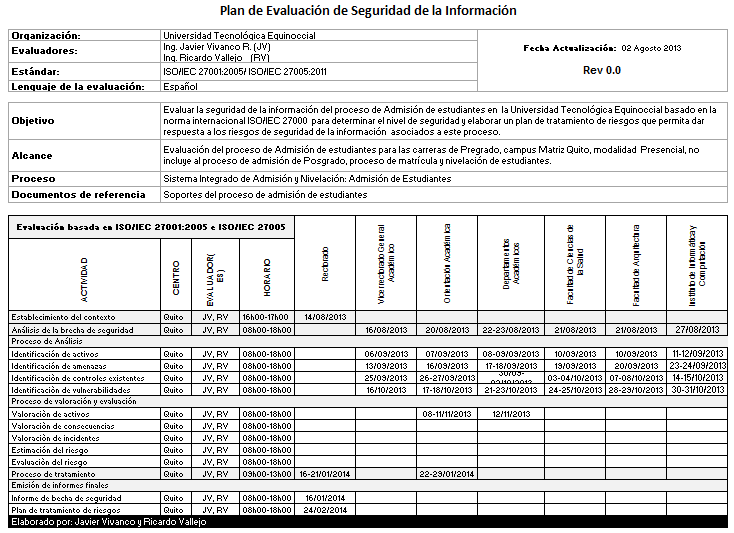 Plan de Evaluación de Seguridad de la Información
Organización: Universidad Tecnológica Equinoccial
Evaluadores: Ing. Javier Vivanco R. (JV)
Ing. Ricardo Vallejo (RV)
Fecha Actualización: 02 Agosto 2013
Rev 0.0
Estándar: ISO/IEC 27001:2005/ ISO/IEC 27005:2011
Lenguaje de la evaluación: Español
Objetivo
Evaluar la seguridad de la información del proceso de Admisión de estudiantes en la Universidad Tecnológica Equinoccial basado en la
norma internacional ISO/IEC 27000 para determinar el nivel de seguridad y elaborar un plan de tratamiento de riesgos que permita dar
respuesta a los riesgos de seguridad de la información asociados a este proceso.
Alcance
Evaluación del proceso de Admisión de estudiantes para las carreras de Pregrado, campus Matriz Quito, modalidad Presencial, no
incluye al proceso de admisión de Posgrado, proceso de matrícula y nivelación de estudiantes.
Proceso Sistema Integrado de Admisión y Nivelación: Admisión de Estudiantes
Documentos de referencia Soportes del proceso de admisión de estudiantes
Evaluación basada en ISO/IEC 27001:2005 e ISO/IEC 27005
ACTIVIDAD
CENTRO
EVALUADOR(
ES)
HORARIO
Rectorado
Vicerrectorado General
Académico
Orientación Académica
Departamentos
Académicos
Facultad de Ciencias de
la Salud
Facultad de Arquitectura
Instituto de Informática y
Computación
Establecimiento del contexto Quito JV, RV 16h00-17h00 14/08/2013
Análisis de la brecha de seguridad Quito JV, RV 08h00-18h00 16/08/2013 20/08/2013 22-23/08/2013 21/08/2013 21/08/2013 27/08/2013
Proceso de Análisis
Identificación de activos Quito JV, RV 08h00-18h00 06/09/2013 07/09/2013 08-09/09/2013 10/09/2013 10/09/2013 11-12/09/2013
Identificación de amenazas Quito JV, RV 08h00-18h00 13/09/2013 16/09/2013 17-18/09/2013 19/09/2013 20/09/2013 23-24/09/2013
Identificación de controles existentes Quito JV, RV 08h00-18h00 25/09/2013 26-27/09/2013 03-04/10/2013 07-08/10/2013 14-15/10/2013
Identificación de vulnerabilidades Quito JV, RV 08h00-18h00 16/10/2013 17-18/10/2013 21-23/10/2013 24-25/10/2013 28-29/10/2013 30-31/10/2013
Proceso de valoración y evaluación
Valoración de activos Quito JV, RV 08h00-18h00 08-11/11/2013 12/11/2013
Valoración de consecuencias Quito JV, RV 08h00-18h00
Valoración de incidentes Quito JV, RV 08h00-18h00
Estimación del riesgo Quito JV, RV 08h00-18h00
Evaluación del riesgo Quito JV, RV 08h00-18h00
Proceso de tratamiento Quito JV, RV 09h00-13h00 16-21/01/2014 22-29/01/2014
Emisión de informes finales
Informe de becha de seguridad Quito JV, RV 08h00-18h00 16/01/2014
Plan de tratamiento de riesgos Quito JV, RV 08h00-18h00 24/02/2014
Elaborado por: Javier Vivanco y Ricardo Vallejo